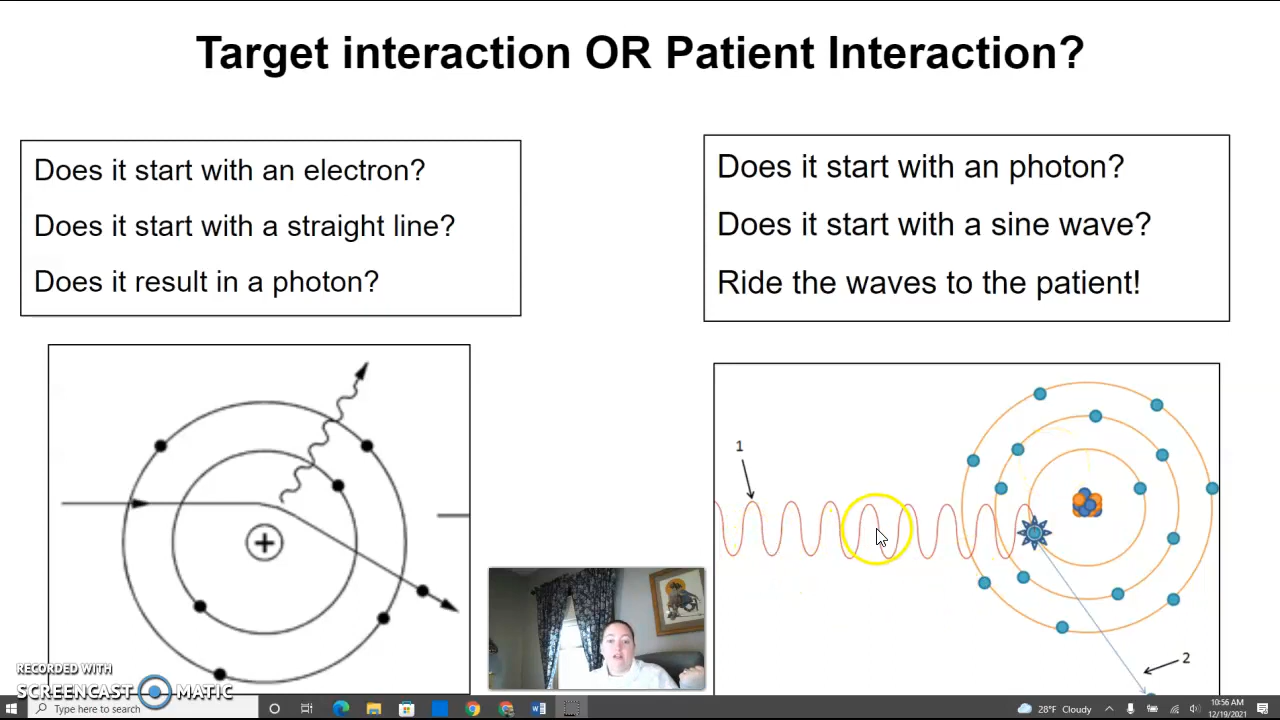 Target interaction OR Patient Interaction?
Does it start with an electron?
Does it start with a straight line?
Does it result in a photon?
Does it start with an photon?
Does it start with a sine wave?
Ride the waves to the patient!
+
1
2
RECORDED WITH
SCREENCAST MATIC
Type here to search
28°F Cloudy
10:56 AM
12/19/2021